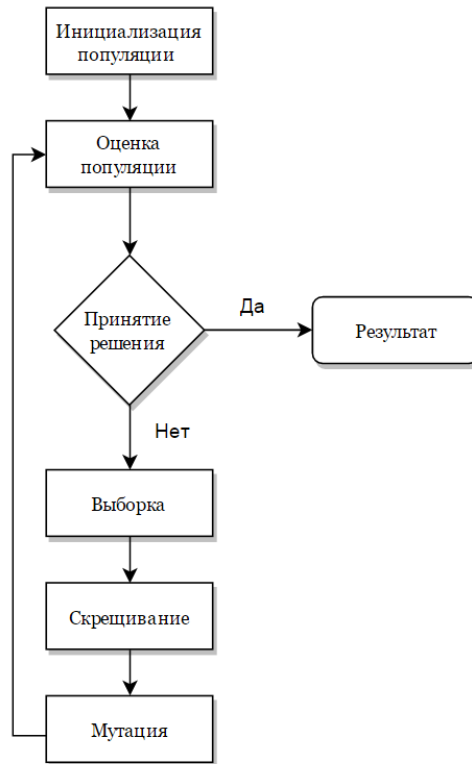 Инициализация
популяции
Оценка
популяции
Принятие
решения
Да
Результат
Нет
Выборка
Скрещивание
Мутация